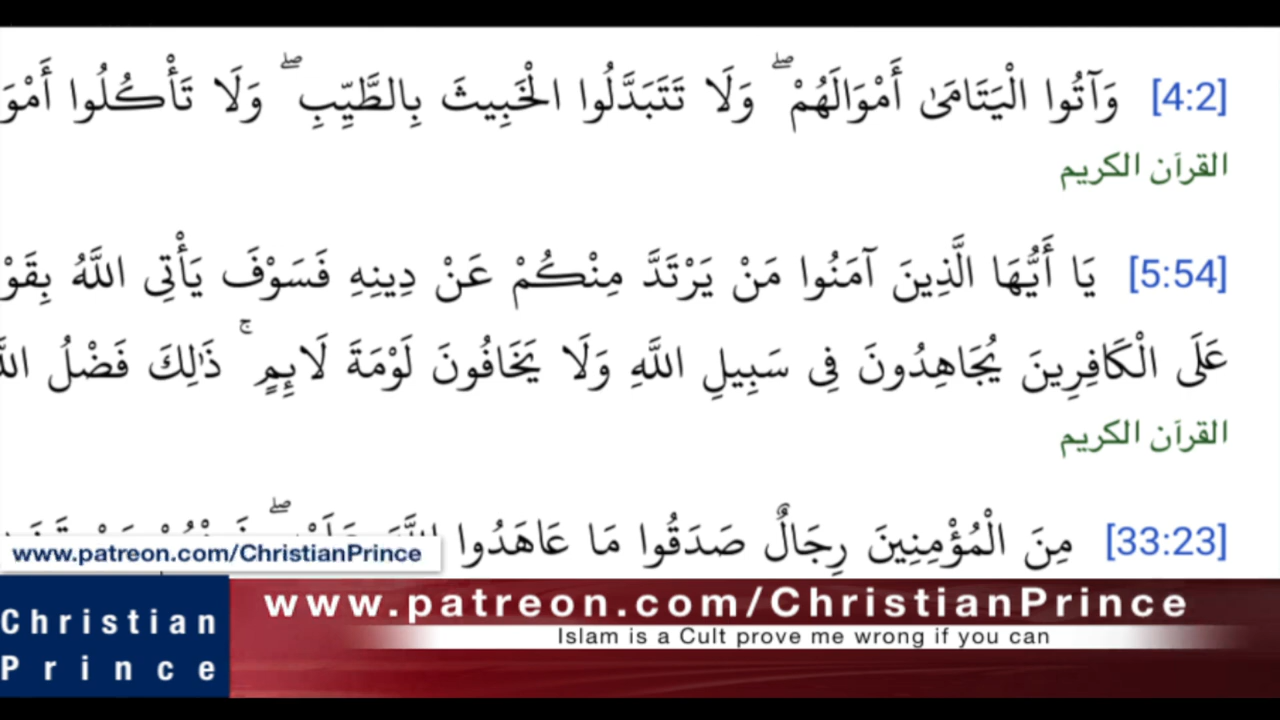 [4:2] وَآتُوا الْيَتَامَىٰ أَمْوَالَهُمْ ۖ وَلَا تَتَبَدَّلُوا الْخَبِيثَ بِالطَّيِّبِ ۖ وَلَا تَأْكُلُوا
القرآن الكريم
[5:54] يَا أَيُّهَا الَّذِينَ آمَنُوا مَنْ يَرْتَدَّ مِنْكُمْ عَنْ دِينِهِ فَسَوْفَ يَأْتِى اللَّهُ
عَلَى الْكَافِرِينَ يُجَاهِدُونَ فِى سَبِيلِ اللَّهِ وَلَا يَخَافُونَ لَوْمَةَ لَائِمٍ ۚ ذَٰلِكَ فَضْلُ
القرآن الكريم
[33:23] مِنَ الْمُؤْمِنِينَ رِجَالٌ صَدَقُوا مَا عَاهَدُوا
www.patreon.com/ChristianPrince
www.patreon.com/ChristianPrince
Islam is a Cult prove me wrong if you can
Christian
Prince